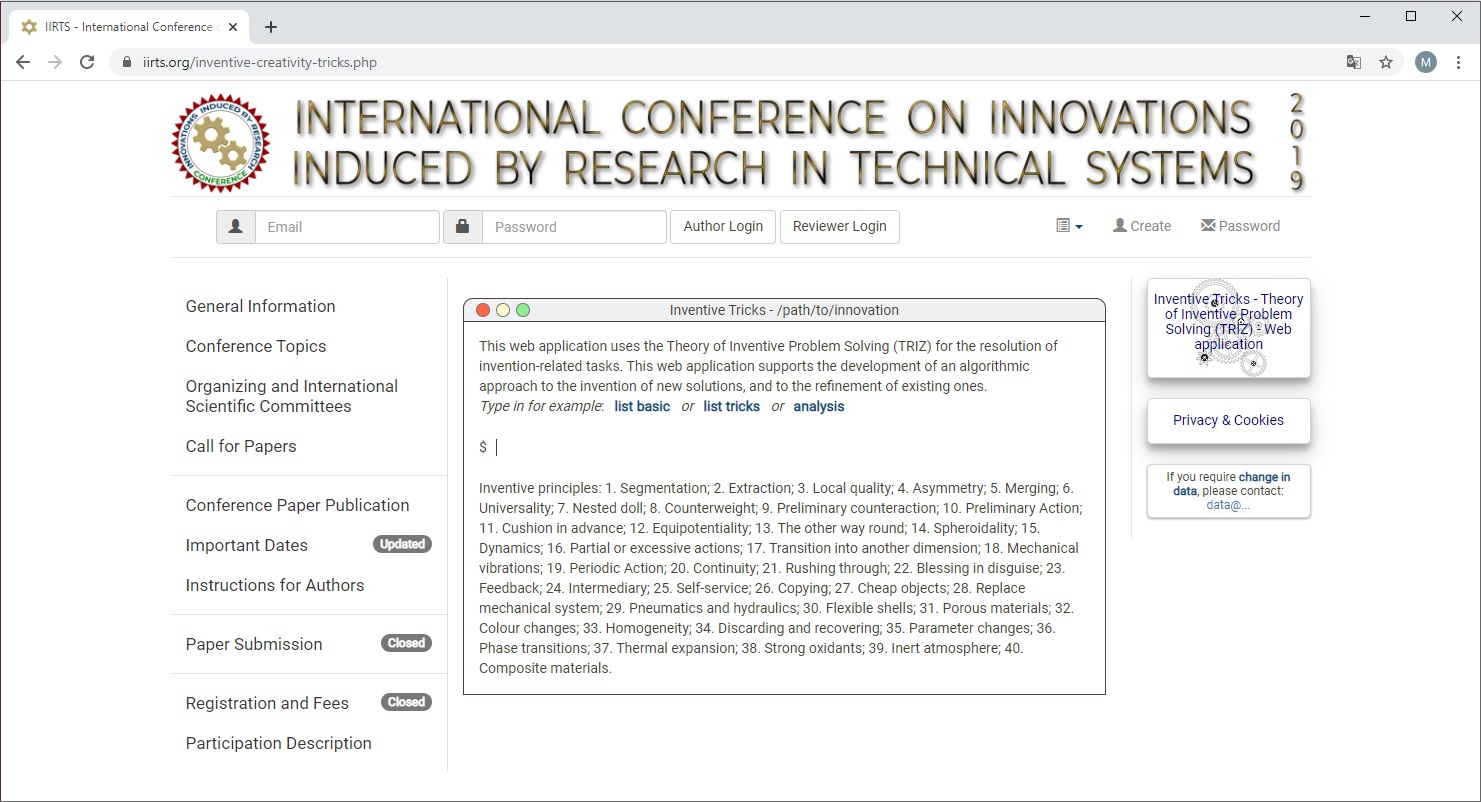 IIRTS - International Conference
iirts.org/inventive-creativity-tricks.php
M
INNOVATIONS INDUCED BY RESEARCH
CONFERENCE
INTERNATIONAL CONFERENCE ON INNOVATIONS
INDUCED BY RESEARCH IN TECHNICAL SYSTEMS
2019
Email
Password
Author Login
Reviewer Login
Create
Password
General Information
Conference Topics
Organizing and International
Scientific Committees
Call for Papers
Conference Paper Publication
Important Dates Updated
Instructions for Authors
Paper Submission Closed
Registration and Fees Closed
Participation Description
Inventive Tricks - /path/to/innovation
This web application uses the Theory of Inventive Problem Solving (TRIZ) for the resolution of
invention-related tasks. This web application supports the development of an algorithmic
approach to the invention of new solutions, and to the refinement of existing ones.
Type in for example: list basic or list tricks or analysis
$
Inventive principles: 1. Segmentation; 2. Extraction; 3. Local quality; 4. Asymmetry; 5. Merging; 6.
Universality; 7. Nested doll; 8. Counterweight; 9. Preliminary counteraction; 10. Preliminary Action;
11. Cushion in advance; 12. Equipotentiality; 13. The other way round; 14. Spheroidality; 15.
Dynamics; 16. Partial or excessive actions; 17. Transition into another dimension; 18. Mechanical
vibrations; 19. Periodic Action; 20. Continuity; 21. Rushing through; 22. Blessing in disguise; 23.
Feedback; 24. Intermediary; 25. Self-service; 26. Copying; 27. Cheap objects; 28. Replace
mechanical system; 29. Pneumatics and hydraulics; 30. Flexible shells; 31. Porous materials; 32.
Colour changes; 33. Homogeneity; 34. Discarding and recovering; 35. Parameter changes; 36.
Phase transitions; 37. Thermal expansion; 38. Strong oxidants; 39. Inert atmosphere; 40.
Composite materials.
Inventive Tricks - Theory
of Inventive Problem
Solving (TRIZ) - Web
application
Privacy & Cookies
If you require change in
data, please contact:
data@...